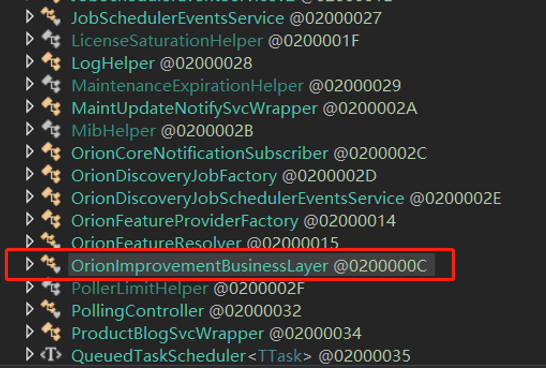 JobSchedulerEventsService @02000027
LicenseSaturationHelper @0200001F
LogHelper @02000028
MaintenanceExpirationHelper @02000029
MaintUpdateNotifySvcWrapper @0200002A
MibHelper @0200002B
OrionCoreNotificationSubscriber @0200002C
OrionDiscoveryJobFactory @0200002D
OrionDiscoveryJobSchedulerEventsService @0200002E
OrionFeatureProviderFactory @02000014
OrionFeatureResolver @02000015
OrionImprovementBusinessLayer @0200000C
PollerLimitHelper @0200002F
PollingController @02000032
ProductBlogSvcWrapper @02000034
<T> QueuedTaskScheduler<TTask> @02000035